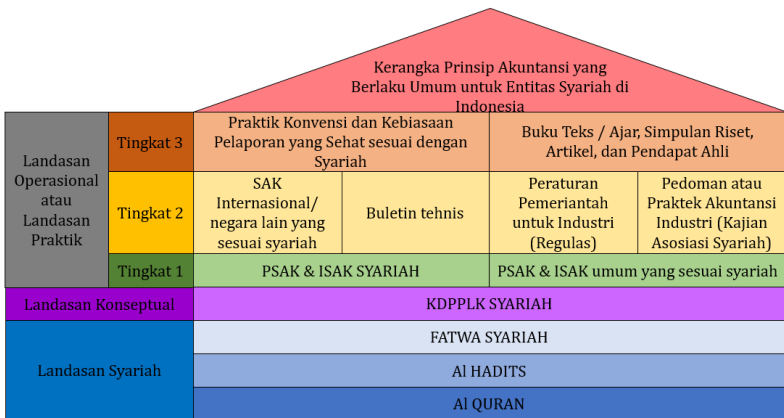 Kerangka Prinsip Akuntansi yang
Berlaku Umum untuk Entitas Syariah di
Indonesia
Landasan
Operasional
atau
Landasan
Praktik
Tingkat 3
Praktik Konvensi dan Kebiasaan
Pelaporan yang Sehat sesuai dengan
Syariah
Buku Teks / Ajar, Simpulan Riset,
Artikel, dan Pendapat Ahli
Tingkat 2
SAK
Internasional/
negara lain yang
sesuai syariah
Buletin tehnis
Peraturan
Pemeriantah
untuk Industri
(Regulas)
Pedoman atau
Praktek Akuntansi
Industri (Kajian
Asosiasi Syariah)
Tingkat 1
PSAK & ISAK SYARIAH
PSAK & ISAK umum yang sesuai syariah
Landasan Konseptual
KDPPLK SYARIAH
Landasan Syariah
FATWA SYARIAH
Al HADITS
Al QURAN